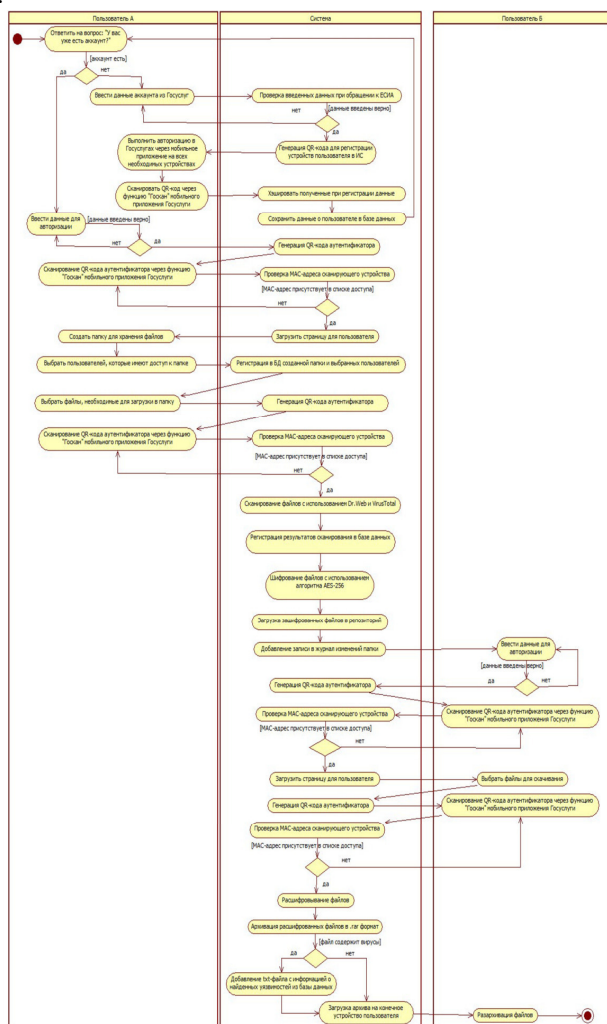 Пользователь А
Система
Пользователь Б
Ответить на вопрос: "У вас
уже есть аккаунт?"
[аккаунт есть]
да
нет
Ввести данные аккаунта из Госуслуг
Проверка введенных данных при обращении к ЕСИА
нет
[данные введены верно]
да
Генерация QR-кода для регистрации
устройств пользователя в ИС
Выполнить авторизацию в
Госуслугах через мобильное
приложение на всех
необходимых устройствах
Сканировать QR-код через
функцию "Госкан" мобильного
приложения Госуслуги
Хэшировать полученные при регистрации данные
Сохранить данные о пользователе в базе данных
Ввести данные для
авторизации
[данные введены верно]
нет
да
Генерация QR-кода аутентификатора
Сканирование QR-кода аутентификатора через функцию
"Госкан" мобильного приложения Госуслуги
Проверка MAC-адреса сканирующего устройства
[MAC-адрес присутствует в списке доступа]
нет
да
Создать папку для хранения файлов
Загрузить страницу для пользователя
Выбрать пользователей, которые имеют доступ к папке
Регистрация в БД созданной папки и выбранных пользователей
Выбрать файлы, необходимые для загрузки в папку
Генерация QR-кода аутентификатора
Сканирование QR-кода аутентификатора через функцию
"Госкан" мобильного приложения Госуслуги
Проверка MAC-адреса сканирующего устройства
[MAC-адрес присутствует в списке доступа]
нет
да
Сканирование файлов с использованием Dr.Web и VirusTotal
Регистрация результатов сканирования в базе данных
Шифрование файлов с использованием
алгоритма AES-256
Загрузка зашифрованных файлов в репозиторий
Добавление записи в журнал изменений папки
Ввести данные для
авторизации
[данные введены верно]
да
нет
Генерация QR-кода аутентификатора
Сканирование QR-кода аутентификатора через функцию
"Госкан" мобильного приложения Госуслуги
Проверка MAC-адреса сканирующего устройства
[MAC-адрес присутствует в списке доступа]
нет
да
Загрузить страницу для пользователя
Выбрать файлы для скачивания
Генерация QR-кода аутентификатора
Сканирование QR-кода аутентификатора через функцию
"Госкан" мобильного приложения Госуслуги
Проверка MAC-адреса сканирующего устройства
[MAC-адрес присутствует в списке доступа]
нет
да
Расшифровывание файлов
Архивация расшифрованных файлов в .rar формат
[файл содержит вирусы]
да
нет
Добавление txt-файла с информацией о
найденных уязвимостей из базы данных
Загрузка архива на конечное
устройство пользователя
Разархивация файлов